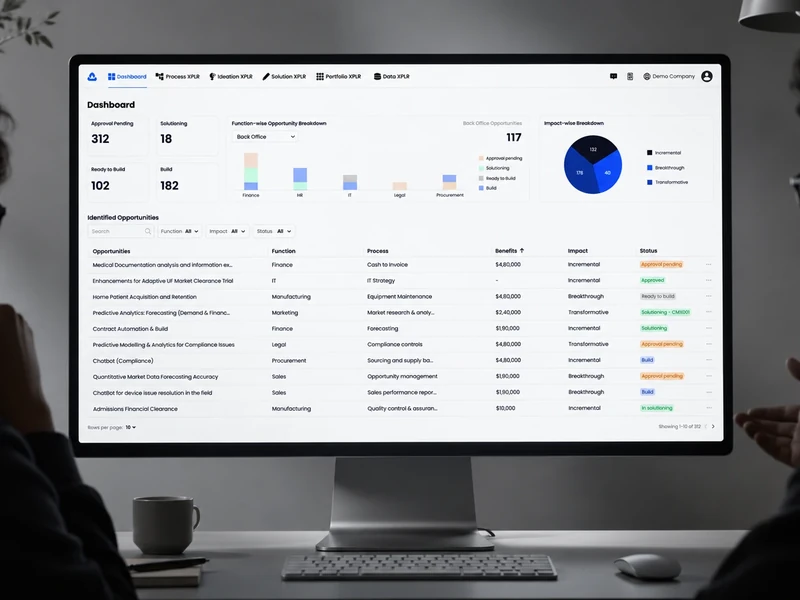 Dashboard
Process XPLR
Ideation XPLR
Solution XPLR
Portfolio XPLR
Data XPLR
Demo Company
Dashboard
Approval Pending
312
Solutioning
18
Ready to Build
102
Build
182
Function-wise Opportunity Breakdown
Back Office
Back Office Opportunities
117
Approval pending
Solutioning
Ready to Build
Build
Finance
HR
IT
Legal
Procurement
Impact-wise Breakdown
132
178
40
Incremental
Breakthrough
Transformative
Identified Opportunities
Search
Function All
Impact All
Status All
Opportunities Function Process Benefits ↑ Impact Status
Medical Documentation analysis and information ex... Finance Cash to Invoice $4,80,000 Incremental Approval pending ...
Enhancements for Adaptive UF Market Clearance Trial IT IT Strategy - Incremental Approved ...
Home Patient Acquisition and Retention Manufacturing Equipment Maintenance $4,80,000 Breakthrough Ready to build ...
Predictive Analytics: Forecasting (Demand & Financ... Marketing Market research & analy... $2,40,000 Transformative Solutioning - ...
Contract Automation & Build Finance Forecasting $1,90,000 Incremental Solutioning ...
Predictive Modelling & Analytics for Compliance Issues Legal Compliance controls $4,80,000 Transformative Approval pending ...
Chatbot (Compliance) Procurement Sourcing and supply ba... $4,80,000 Incremental Build ...
Quantitative Market Data Forecasting Accuracy Sales Opportunity management $1,90,000 Breakthrough Approval pending ...
ChatBot for device issue resolution in the field Sales Sales performance repor... $1,90,000 Breakthrough Build ...
Admissions Financial Clearance Manufacturing Quality control & assuran... $10,000 Incremental In solutioning ...
Rows per page: 10
Showing 1-10 of 312